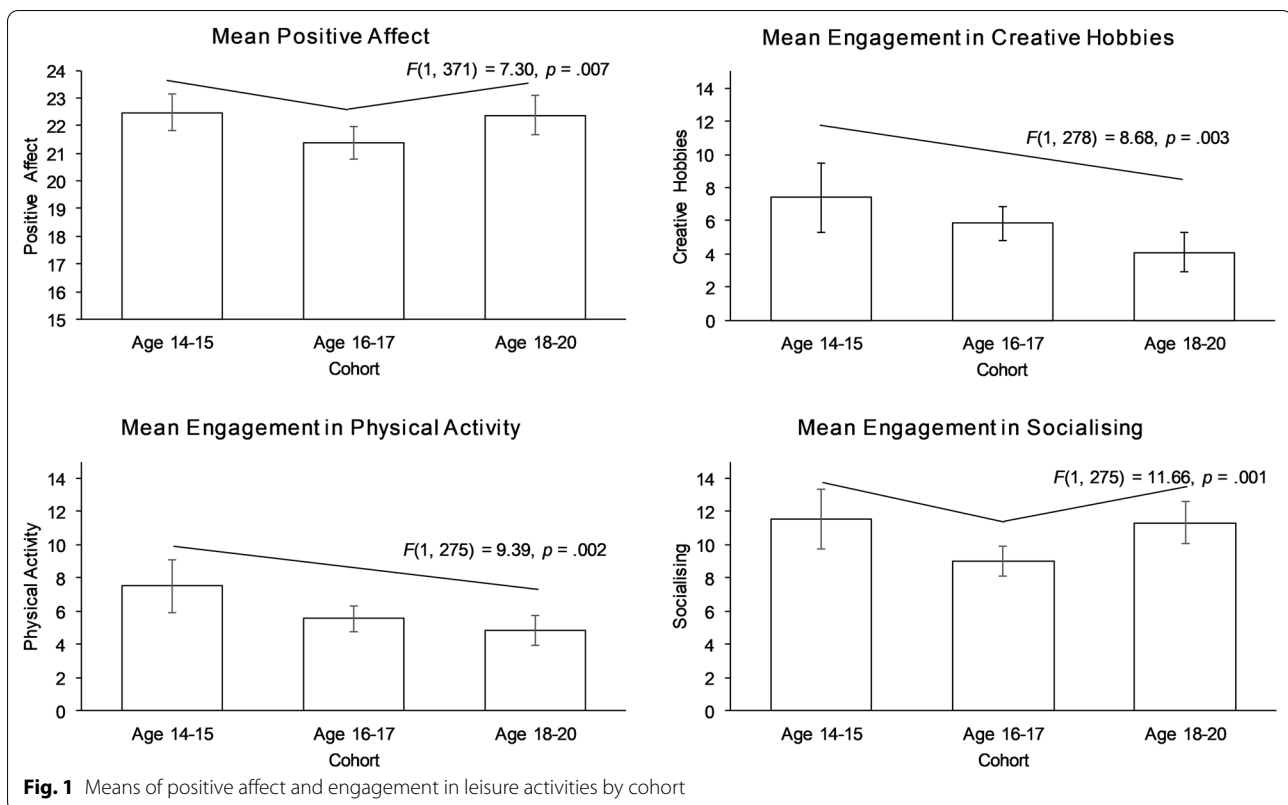 Mean Positive Affect
F(1, 371) = 7.30, p = .007
Positive Affect
24
23
22
21
20
19
18
17
16
15
Age 14-15
Age 16-17
Age 18-20
Cohort
Mean Engagement in Creative Hobbies
F(1, 278) = 8.68, p = .003
Creative Hobbies
14
12
10
8
6
4
2
0
Age 14-15
Age 16-17
Age 18-20
Cohort
Mean Engagement in Physical Activity
F(1, 275) = 9.39, p = .002
Physical Activity
14
12
10
8
6
4
2
0
Age 14-15
Age 16-17
Age 18-20
Cohort
Mean Engagement in Socialising
F(1, 275) = 11.66, p = .001
Socialising
14
12
10
8
6
4
2
0
Age 14-15
Age 16-17
Age 18-20
Cohort
Fig. 1 Means of positive affect and engagement in leisure activities by cohort